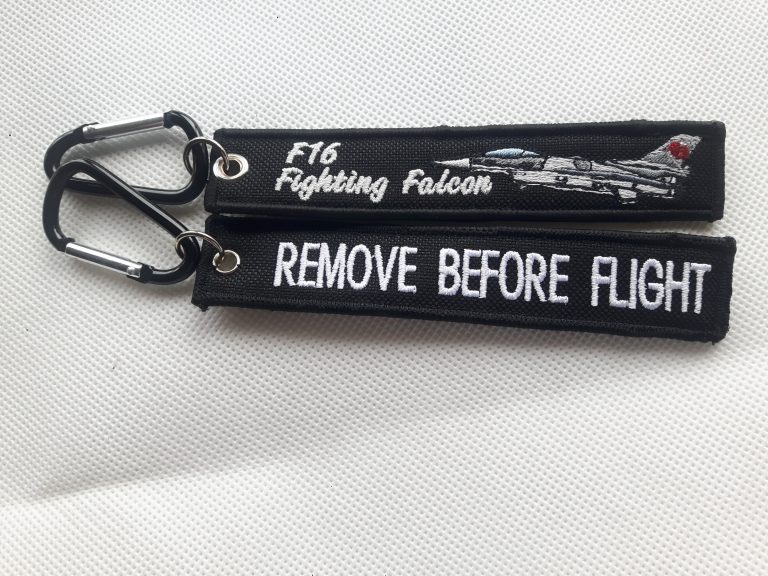 F16
Fighting Falcon
REMOVE BEFORE FLIGHT